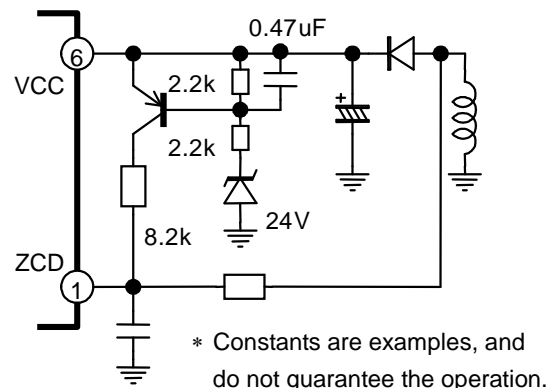 0.47uF
6
VCC
2.2k
+
2.2k
24V
8.2k
ZCD
1
* Constants are examples, and
do not guarantee the operation.